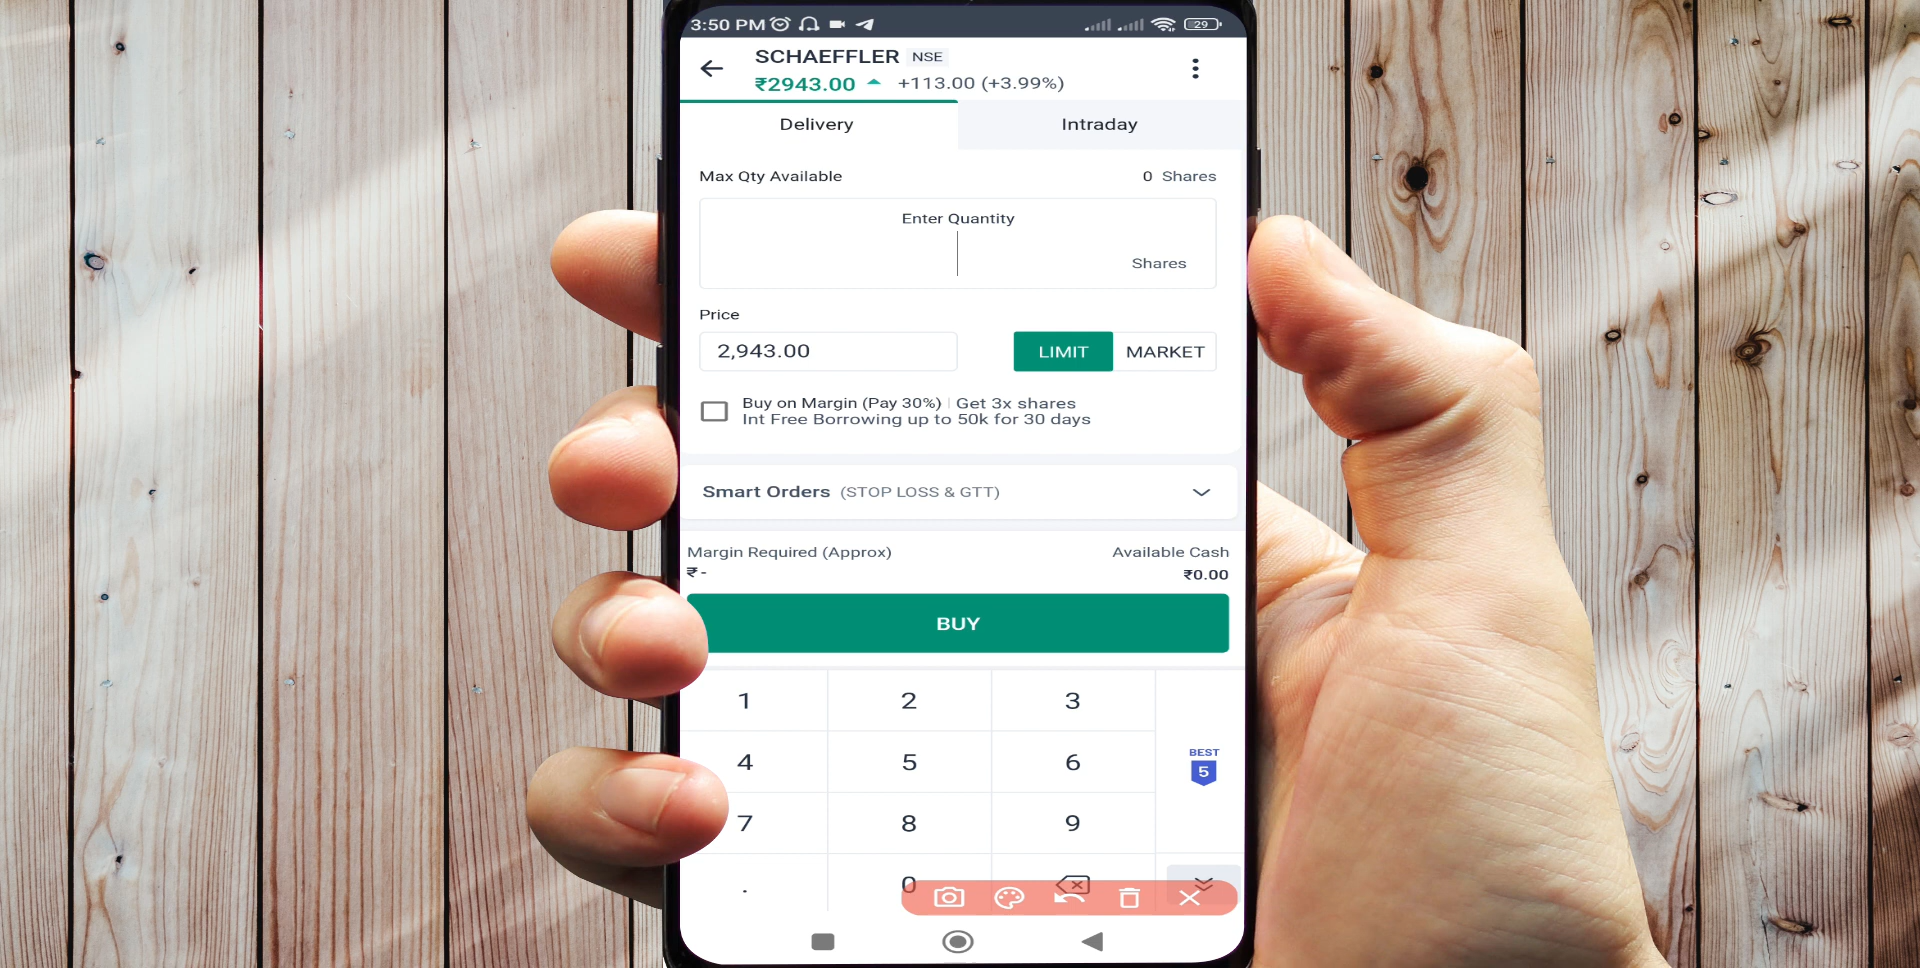 3:50 PM 29
SCHAEFFLER NSE
₹2943.00 +113.00 (+3.99%)
Delivery Intraday
Max Qty Available 0 Shares
Enter Quantity
Shares
Price
2,943.00 LIMIT MARKET
Buy on Margin (Pay 30%) | Get 3x shares
Int Free Borrowing up to 50k for 30 days
Smart Orders (STOP LOSS & GTT)
Margin Required (Approx) Available Cash
₹ - ₹0.00
BUY
1 2 3
4 5 6
BEST
5
7 8 9
. 0